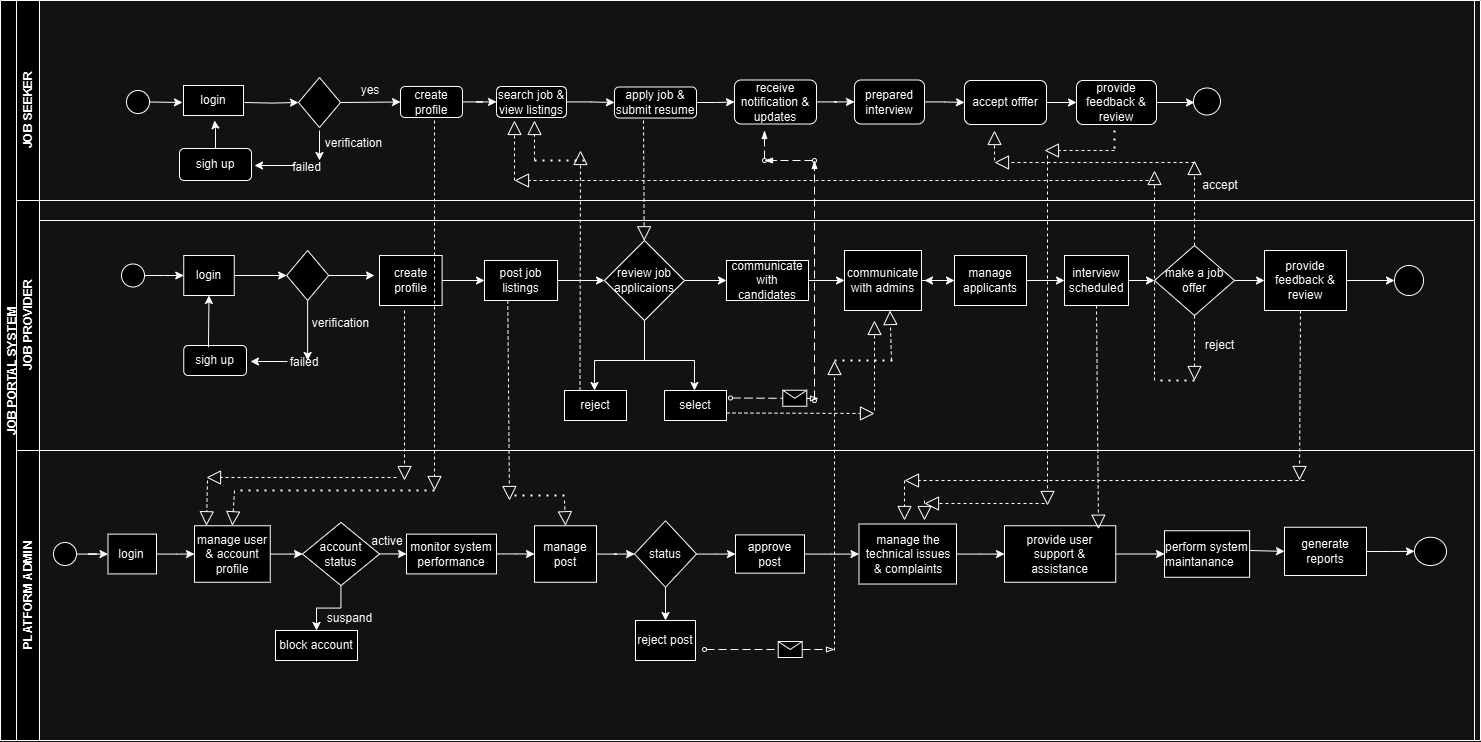 JOB PORTAL SYSTEM
JOB SEEKER
login
sigh up
failed
verification
yes
create
profile
search job &
view listings
apply job &
submit resume
receive
notification &
updates
prepared
interview
accept offfer
provide
feedback &
review
accept
JOB PROVIDER
login
sigh up
failed
verification
create
profile
post job
listings
review job
applicaions
reject
select
communicate
with
candidates
communicate
with admins
manage
applicants
interview
scheduled
make a job
offer
reject
provide
feedback &
review
PLATFORM ADMIN
login
manage user
& account
profile
account
status
active
suspand
block account
monitor system
performance
manage
post
status
reject post
approve
post
manage the
technical issues
& complaints
provide user
support &
assistance
perform system
maintanance
generate
reports